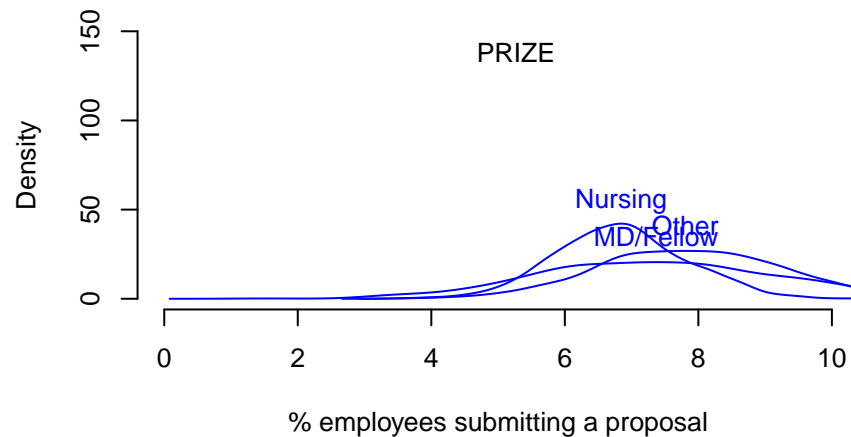 PRIZE
150
100
50
0
Density
Nursing
Other
MD/Fellow
0 2 4 6 8 10
% employees submitting a proposal